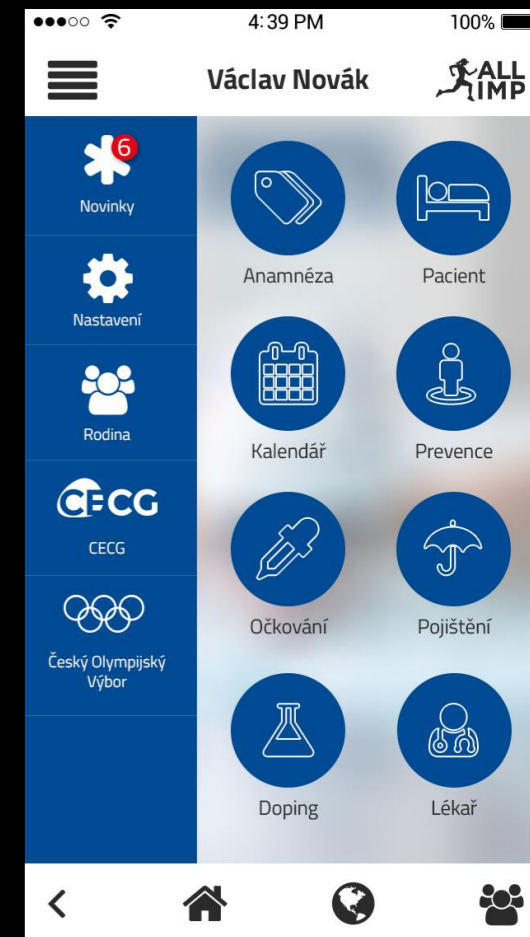 4:39 PM
100%
Václav Novák
ALL
IMP
6
Novinky
Nastavení
Rodina
CECG
CECG
Český Olympijský
Výbor
Anamnéza
Pacient
Kalendář
Prevence
Očkování
Pojištění
Doping
Lékař